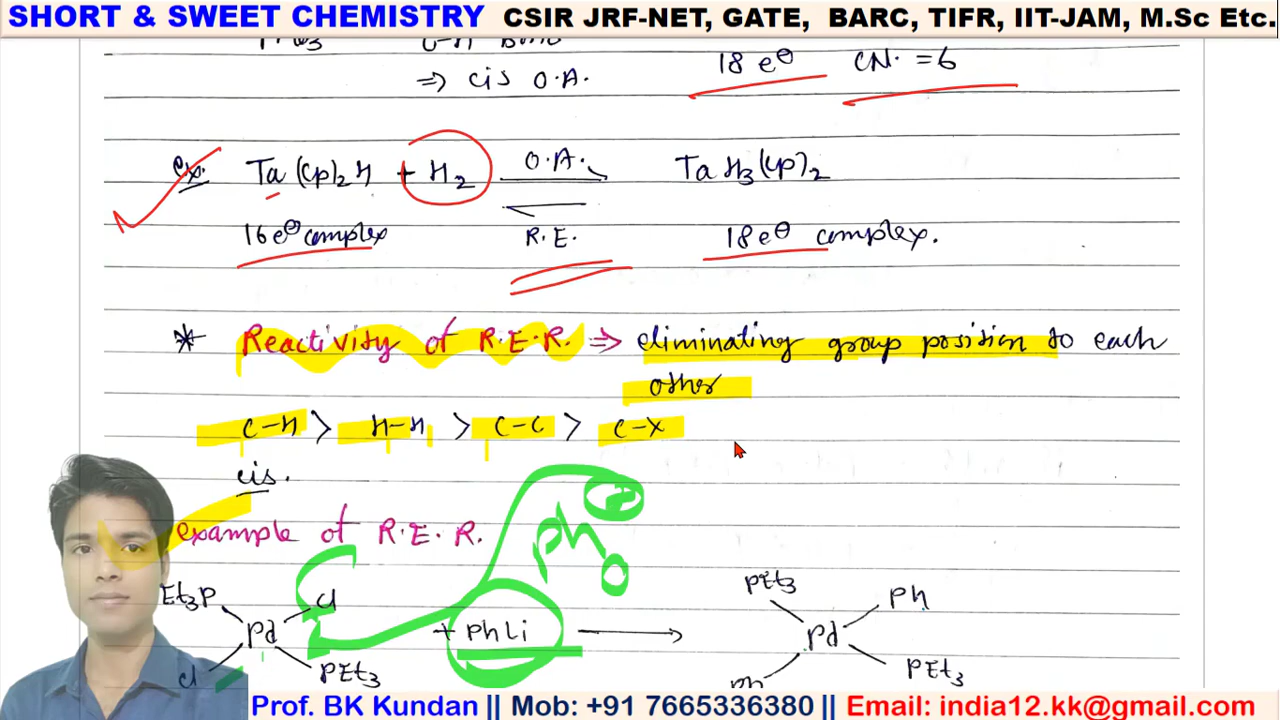 SHORT & SWEET CHEMISTRY CSIR JRF-NET, GATE, BARC, TIFR, IIT-JAM, M.Sc Etc.
18 e⊖ CN. = 6
⇒ cis O.A.
ex. Ta(Cp)₂H + H₂ O.A. TaH₃(Cp)₂
16e⊖ complex R.E. 18e⊖ complex.
* Reactivity of R.E.R. ⇒ eliminating group position to each
other
C-H > H-H > C-C > C-X
cis.
example of R.E.R.
Ph
PEt₃ Ph
Et₃P Cl
Pd + PhLi → Pd
Cl PEt₃ Ph PEt₃
Prof. BK Kundan || Mob: +91 7665336380 || Email: india12.kk@gmail.com